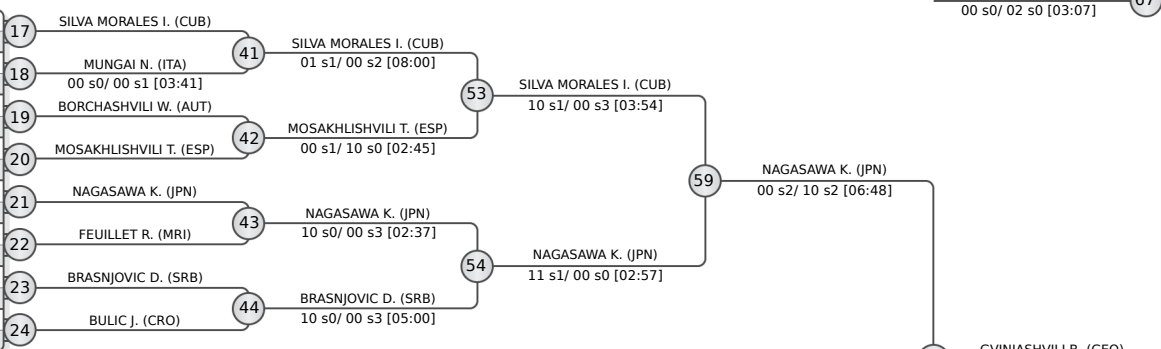 67
00 s0/ 02 s0 [03:07]
17
SILVA MORALES I. (CUB)
41
SILVA MORALES I. (CUB)
01 s1/ 00 s2 [08:00]
18
MUNGAI N. (ITA)
00 s0/ 00 s1 [03:41]
53
SILVA MORALES I. (CUB)
10 s1/ 00 s3 [03:54]
19
BORCHASHVILI W. (AUT)
42
MOSAKHLISHVILI T. (ESP)
00 s1/ 10 s0 [02:45]
20
MOSAKHLISHVILI T. (ESP)
59
NAGASAWA K. (JPN)
00 s2/ 10 s2 [06:48]
21
NAGASAWA K. (JPN)
43
NAGASAWA K. (JPN)
10 s0/ 00 s3 [02:37]
22
FEUILLET R. (MRI)
54
NAGASAWA K. (JPN)
11 s1/ 00 s0 [02:57]
23
BRASNJOVIC D. (SRB)
44
BRASNJOVIC D. (SRB)
10 s0/ 00 s3 [05:00]
24
BULIC J. (CRO)